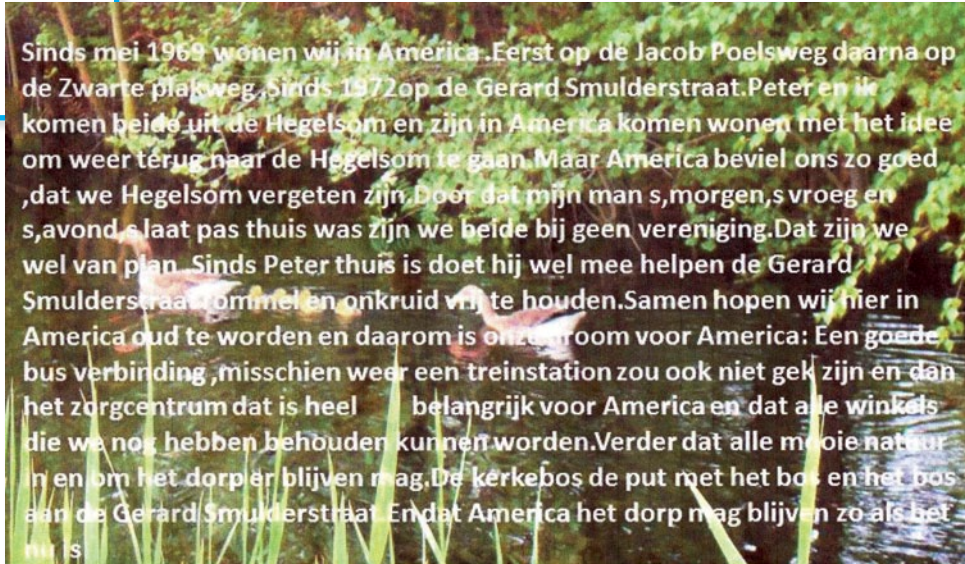 Sinds mei 1969 wonen wij in America .Eerst op de Jacob Poelsweg daarna op
de Zwarte plakweg .Sinds 1972op de Gerard Smulderstraat.Peter en ik
komen beide uit de Hegelsom en zijn in America komen wonen met het idee
om weer terug naar de Hegelsom te gaan.Maar America beviel ons zo goed
,dat we Hegelsom vergeten zijn.Door dat mijn man s,morgen,s vroeg en
s,avond,s laat pas thuis was zijn we beide bij geen vereniging.Dat zijn we
wel van plan .Sinds Peter thuis is doet hij wel mee helpen de Gerard
Smulderstraat rommel en onkruid vrij te houden.Samen hopen wij hier in
America oud te worden en daarom is onze droom voor America: Een goede
bus verbinding ,misschien weer een treinstation zou ook niet gek zijn en dan
het zorgcentrum dat is heel belangrijk voor America en dat alle winkels
die we nog hebben behouden kunnen worden.Verder dat alle mooie natuur
in en om het dorp er blijven mag.De kerkebos de put met het bos en het bos
aan de Gerard Smulderstraat.En dat America het dorp mag blijven zo als het
nu is